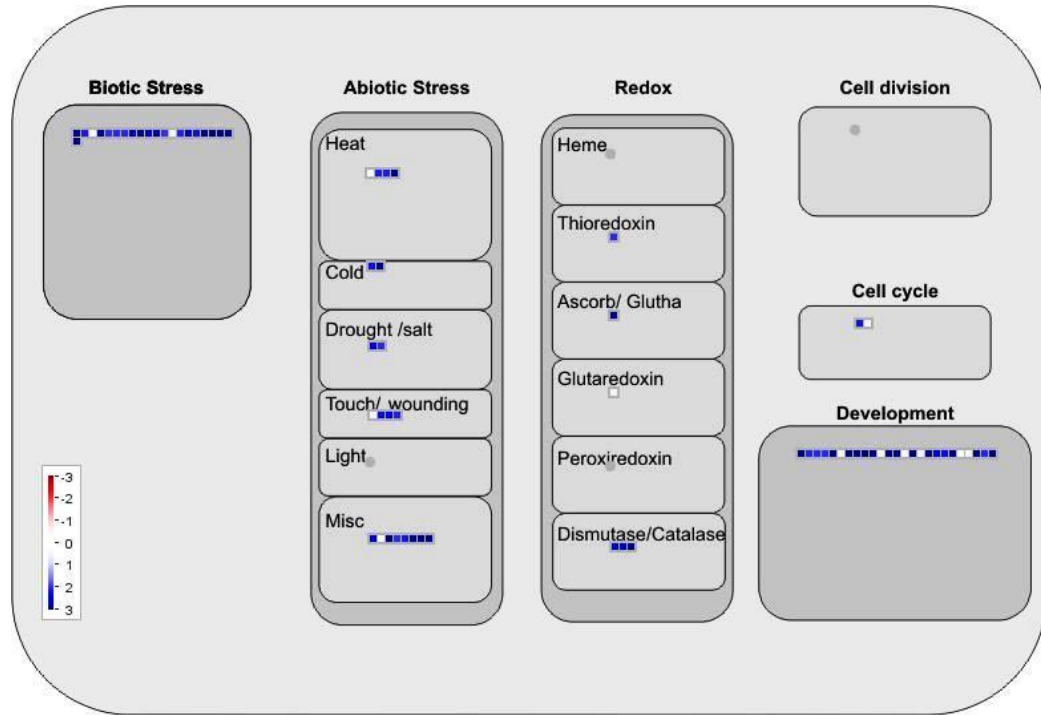 Biotic Stress
Abiotic Stress
Redox
Cell division
Heat
Cold
Drought /salt
Touch/ wounding
Light
Misc
Heme
Thioredoxin
Ascorb/ Glutha
Glutaredoxin
Peroxiredoxin
Dismutase/Catalase
Cell cycle
Development
-3
-2
-1
0
1
2
3